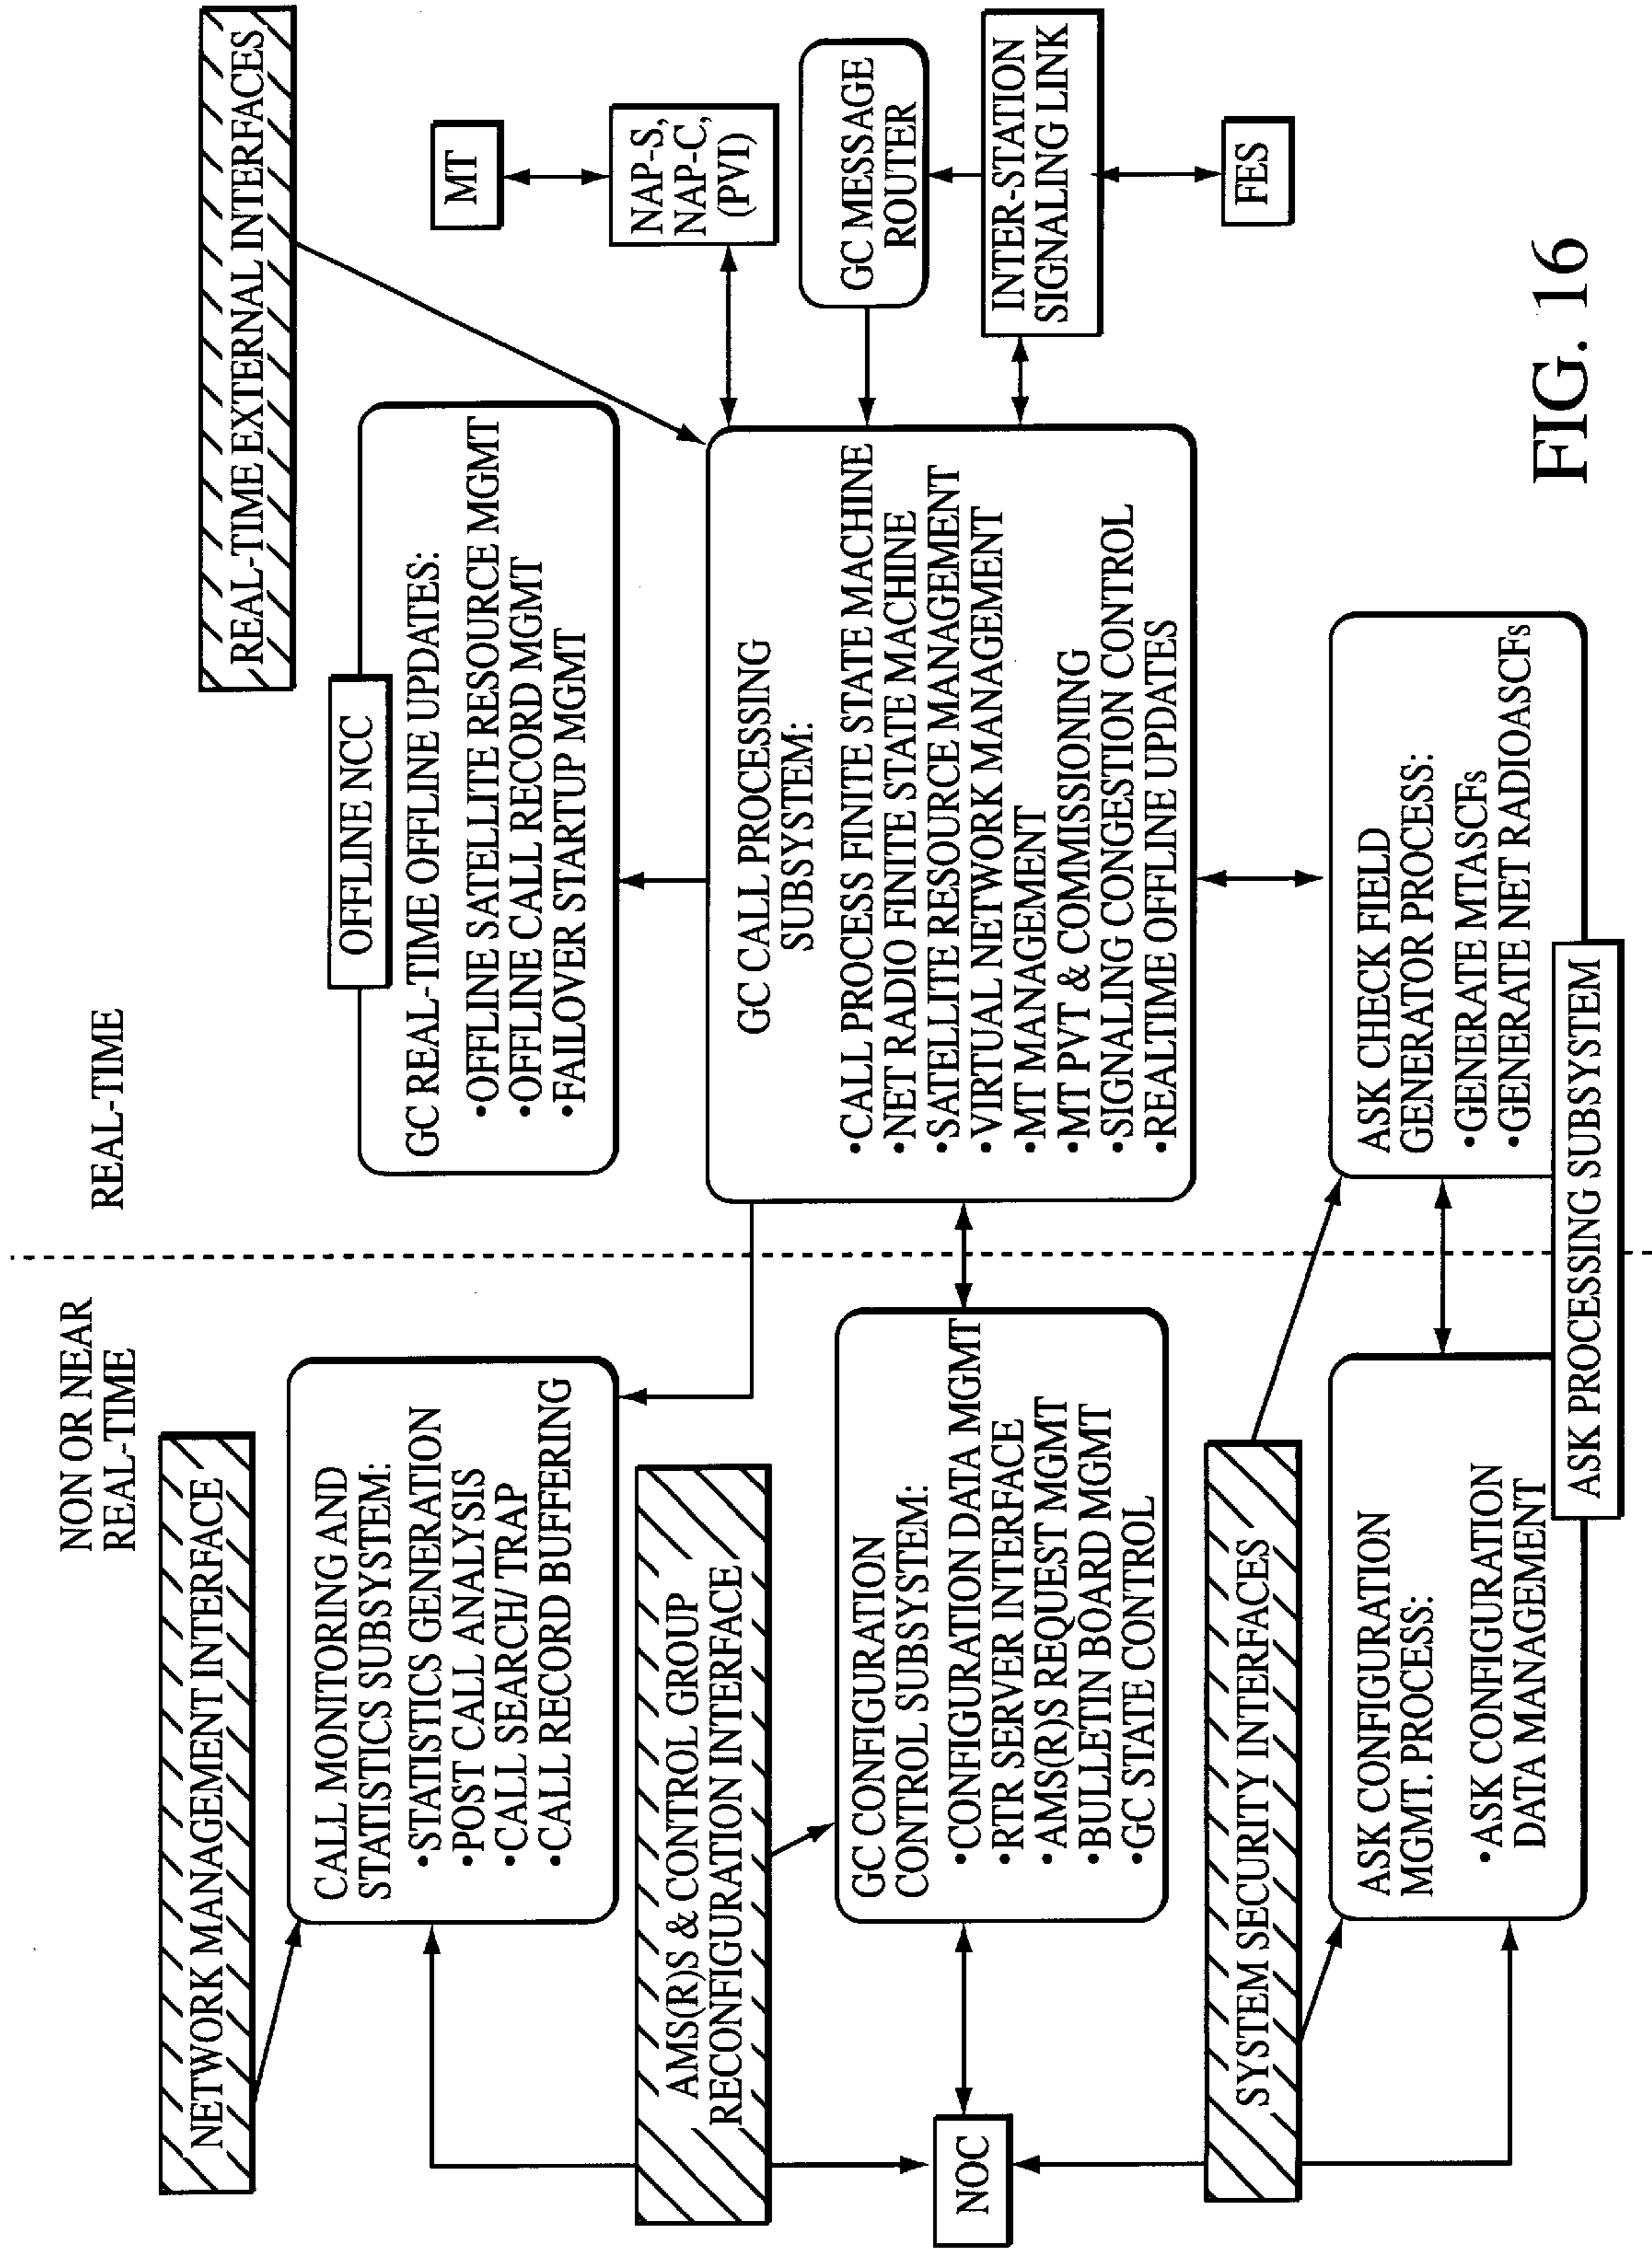 NON OR NEAR
REAL-TIME
REAL-TIME
NETWORK MANAGEMENT INTERFACE
REAL-TIME EXTERNAL INTERFACES
CALL MONITORING AND
STATISTICS SUBSYSTEM:
•STATISTICS GENERATION
•POST CALL ANALYSIS
•CALL SEARCH/ TRAP
•CALL RECORD BUFFERING
OFFLINE NCC
GC REAL-TIME OFFLINE UPDATES:
•OFFLINE SATELLITE RESOURCE MGMT
•OFFLINE CALL RECORD MGMT
•FAILOVER STARTUP MGMT
MT
NAP-S,
NAP-C,
(PVI)
AMS(R)S & CONTROL GROUP
RECONFIGURATION INTERFACE
GC CALL PROCESSING
SUBSYSTEM:
•CALL PROCESS FINITE STATE MACHINE
•NET RADIO FINITE STATE MACHINE
•SATELLITE RESOURCE MANAGEMENT
•VIRTUAL NETWORK MANAGEMENT
•MT MANAGEMENT
•MT PVT & COMMISSIONING
•SIGNALING CONGESTION CONTROL
•REALTIME OFFLINE UPDATES
GC MESSAGE
ROUTER
INTER-STATION
SIGNALING LINK
FES
NOC
GC CONFIGURATION
CONTROL SUBSYSTEM:
•CONFIGURATION DATA MGMT
•RTR SERVER INTERFACE
•AMS(R)S REQUEST MGMT
•BULLETIN BOARD MGMT
•GC STATE CONTROL
SYSTEM SECURITY INTERFACES
ASK CONFIGURATION
MGMT. PROCESS:
•ASK CONFIGURATION
DATA MANAGEMENT
ASK CHECK FIELD
GENERATOR PROCESS:
•GENERATE MTASCFs
•GENERATE NET RADIOASCFs
ASK PROCESSING SUBSYSTEM
FIG. 16